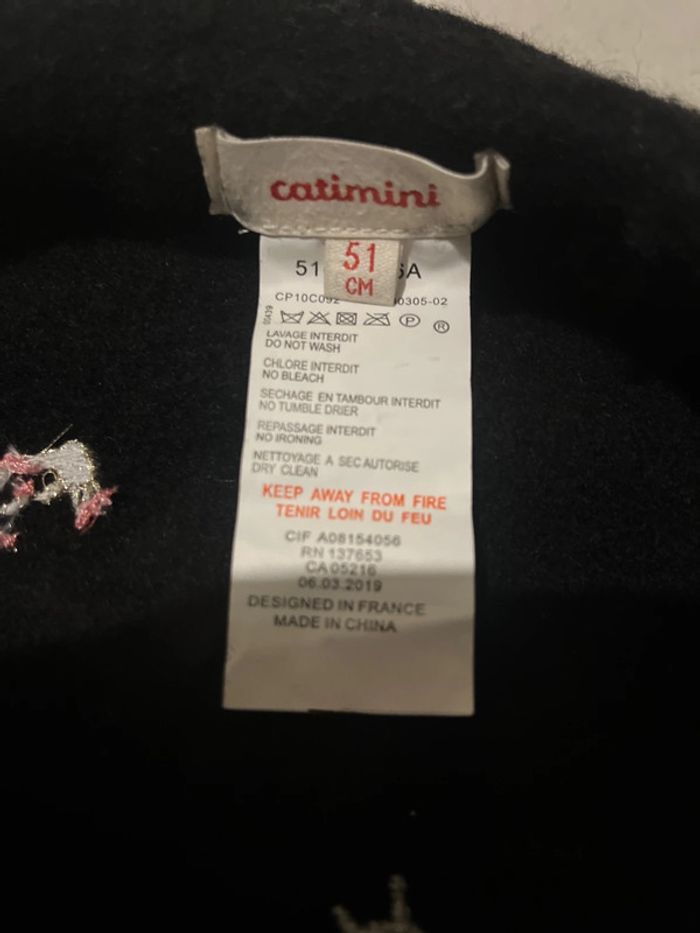 catimini
51
CM
51 6A
CP10C092 0305-02
LAVAGE INTERDIT
DO NOT WASH
CHLORE INTERDIT
NO BLEACH
SECHAGE EN TAMBOUR INTERDIT
NO TUMBLE DRIER
REPASSAGE INTERDIT
NO IRONING
NETTOYAGE A SEC AUTORISE
DRY CLEAN
KEEP AWAY FROM FIRE
TENIR LOIN DU FEU
CIF A08154056
RN 137653
CA 05216
06.03.2019
DESIGNED IN FRANCE
MADE IN CHINA